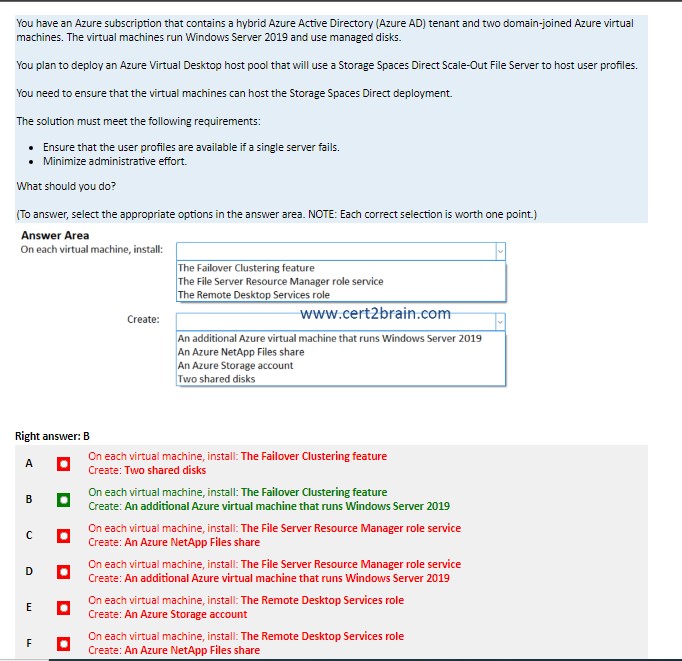 You have an Azure subscription that contains a hybrid Azure Active Directory (Azure AD) tenant and two domain-joined Azure virtual
machines. The virtual machines run Windows Server 2019 and use managed disks.
You plan to deploy an Azure Virtual Desktop host pool that will use a Storage Spaces Direct Scale-Out File Server to host user profiles.
You need to ensure that the virtual machines can host the Storage Spaces Direct deployment.
The solution must meet the following requirements:
• Ensure that the user profiles are available if a single server fails.
• Minimize administrative effort.
What should you do?
(To answer, select the appropriate options in the answer area. NOTE: Each correct selection is worth one point.)
Answer Area
On each virtual machine, install:
The Failover Clustering feature
The File Server Resource Manager role service
The Remote Desktop Services role
www.cert2brain.com
Create:
An additional Azure virtual machine that runs Windows Server 2019
An Azure NetApp Files share
An Azure Storage account
Two shared disks
Right answer: B
A
On each virtual machine, install: The Failover Clustering feature
Create: Two shared disks
B
On each virtual machine, install: The Failover Clustering feature
Create: An additional Azure virtual machine that runs Windows Server 2019
C
On each virtual machine, install: The File Server Resource Manager role service
Create: An Azure NetApp Files share
D
On each virtual machine, install: The File Server Resource Manager role service
Create: An additional Azure virtual machine that runs Windows Server 2019
E
On each virtual machine, install: The Remote Desktop Services role
Create: An Azure Storage account
F
On each virtual machine, install: The Remote Desktop Services role
Create: An Azure NetApp Files share